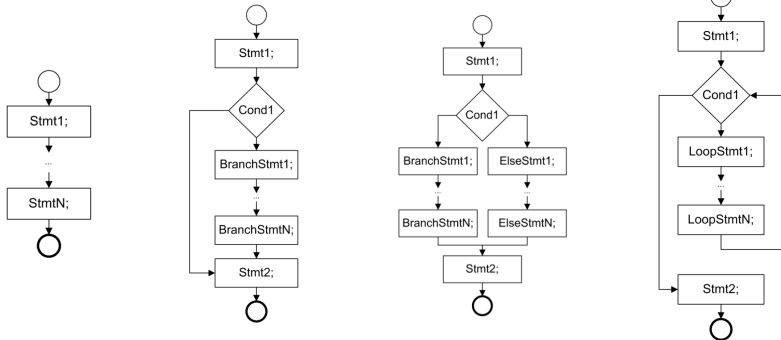 Stmt1;
...
StmtN;
Stmt1;
Cond1
BranchStmt1;
...
BranchStmtN;
Stmt2;
Stmt1;
Cond1
BranchStmt1;
ElseStmt1;
...
...
BranchStmtN;
ElseStmtN;
Stmt2;
Stmt1;
Cond1
LoopStmt1;
...
LoopStmtN;
Stmt2;